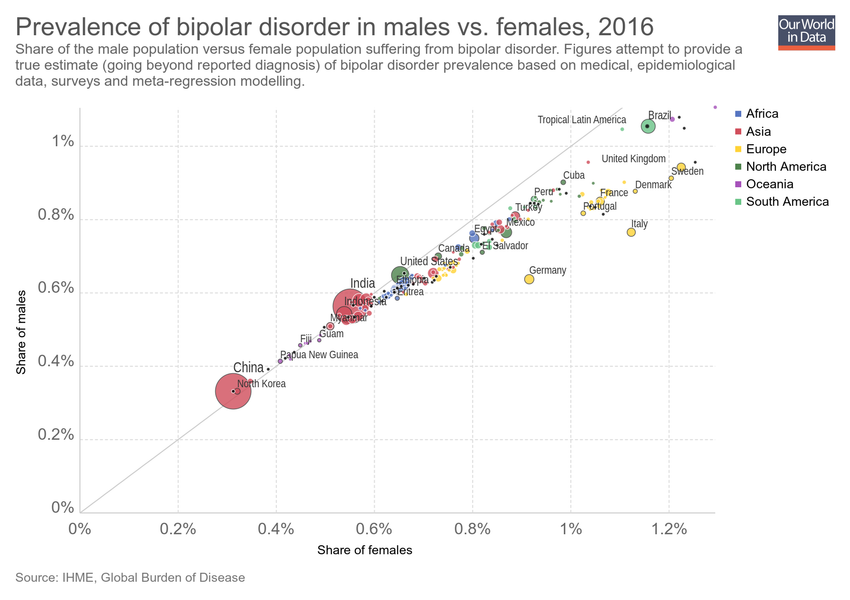 Prevalence of bipolar disorder in males vs. females, 2016
Our World
in Data
Share of the male population versus female population suffering from bipolar disorder. Figures attempt to provide a
true estimate (going beyond reported diagnosis) of bipolar disorder prevalence based on medical, epidemiological
data, surveys and meta-regression modelling.
Tropical Latin America
Brazil
Africa
Asia
Europe
North America
Oceania
South America
1%
United Kingdom
Sweden
Cuba
Denmark
Peru
France
Portugal
Turkey
0.8%
Mexico
Egypt
Italy
El Salvador
Canada
United States
Germany
Ethiopia
India
Eritrea
0.6%
Indonesia
Myanmar
Guam
Fiji
Papua New Guinea
0.4%
China
North Korea
0.2%
0%
Share of males
0%
0.2%
0.4%
0.6%
0.8%
1%
1.2%
Share of females
Source: IHME, Global Burden of Disease